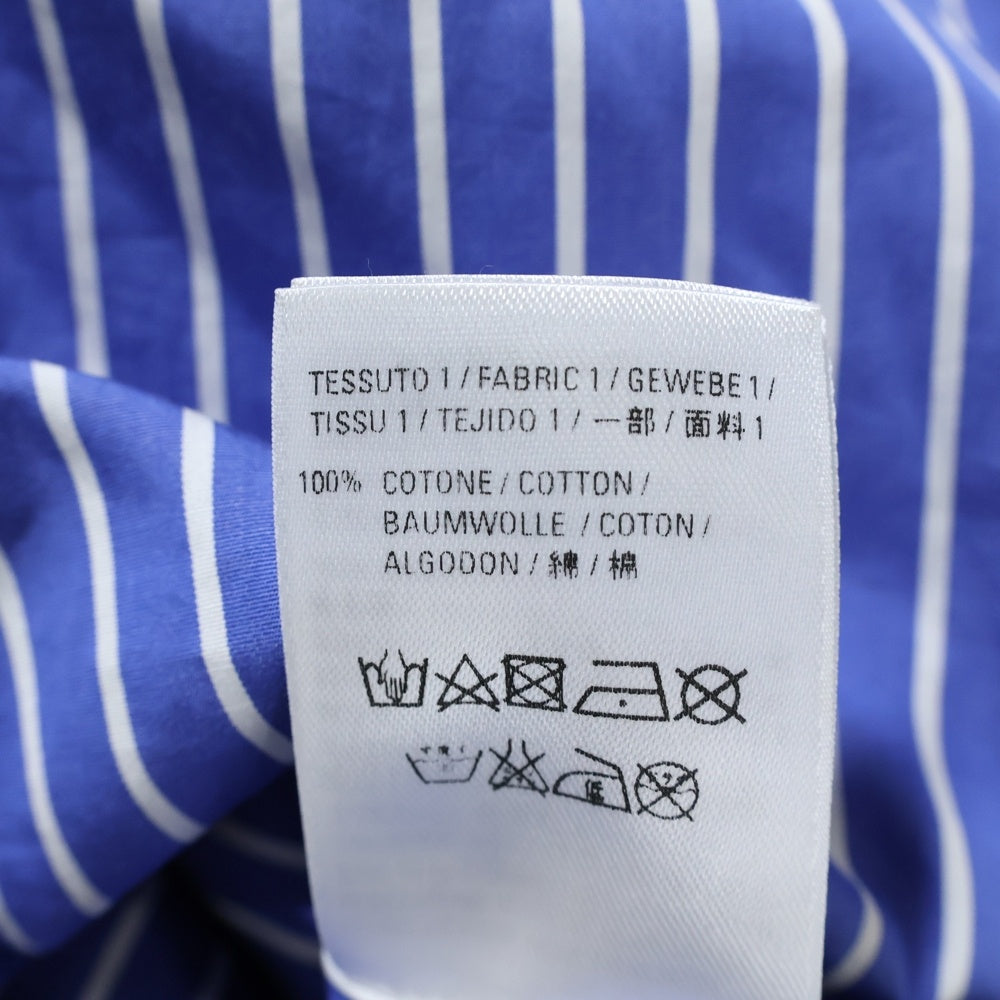 TESSUTO 1 / FABRIC 1 / GEWEBE 1 /
TISSU 1 / TEJIDO 1 / 一部 / 面料 1
100% COTONE / COTTON /
BAUMWOLLE / COTON /
ALGODON / 綿 / 棉
低